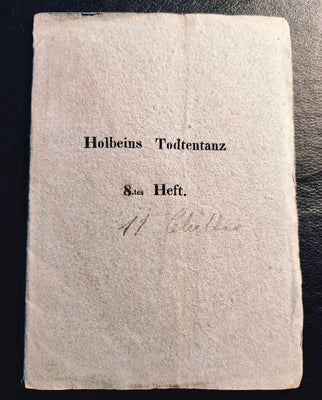 Holbeins Todtentanz
8.tes Heft.
11